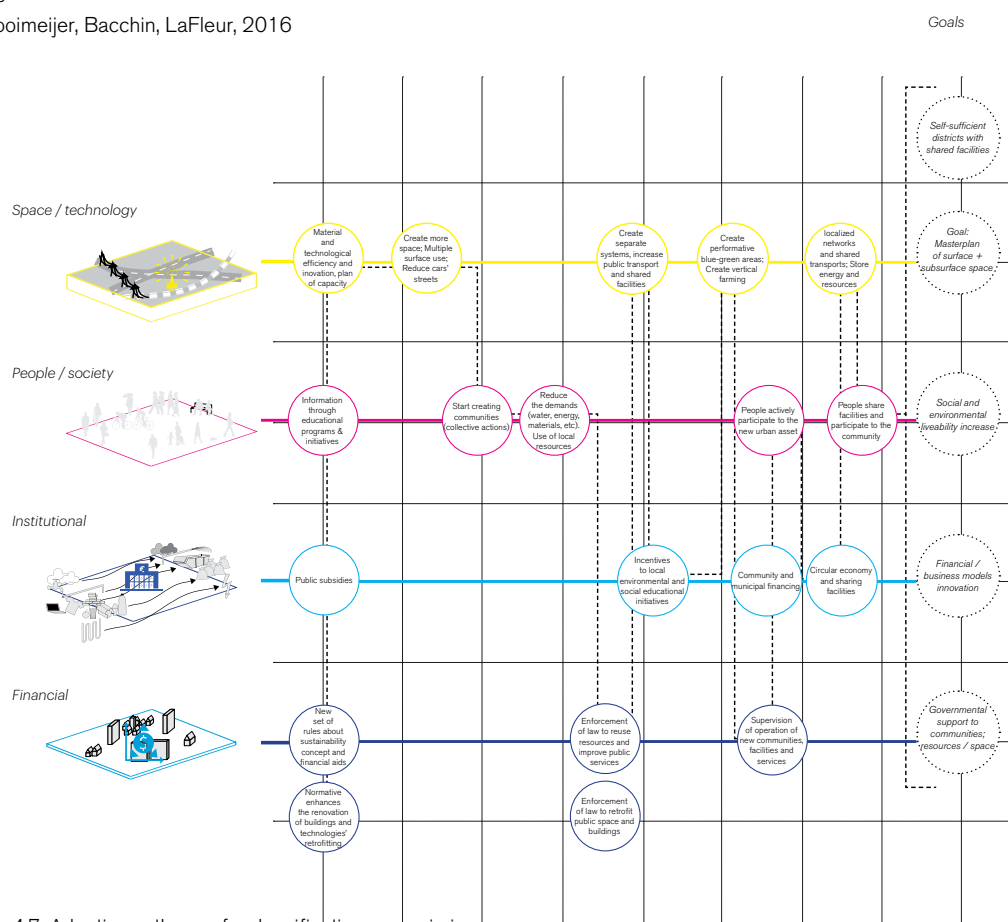 ooimeijer, Bacchin, LaFleur, 2016
Goals
Self-sufficient
districts with
shared facilities
Space / technology
Material
and
technological
efficiency and
inovation, plan
of capacity
Create more
space; Multiple
surface use;
Reduce cars'
streets
Create
separate
systems, increase
public transport
and shared
facilities
Create
performative
blue-green areas;
Create vertical
farming
localized
networks
and shared
transports; Store
energy and
resources
Goal:
Masterplan
of surface +
subsurface space
People / society
Information
through
educational
programs &
initiatives
Start creating
communities
(collective actions)
Reduce
the demands
(water, energy,
materials, etc).
Use of local
resources
People actively
participate to the
new urban asset
People share
facilities and
participate to the
community
Social and
environmental
liveability increase
Institutional
Public subsidies
Incentives
to local
environmental and
social educational
initiatives
Community and
municipal financing
Circular economy
and sharing
facilities
Financial /
business models
innovation
Financial
New
set of
rules about
sustainability
concept and
financial aids
Enforcement
of law to reuse
resources and
improve public
services
Supervision
of operation of
new communities,
facilities and
services
Governmental
support to
communities;
resources / space
Normative
enhances
the renovation
of buildings and
technologies'
retrofitting
Enforcement
of law to retrofit
public space and
buildings